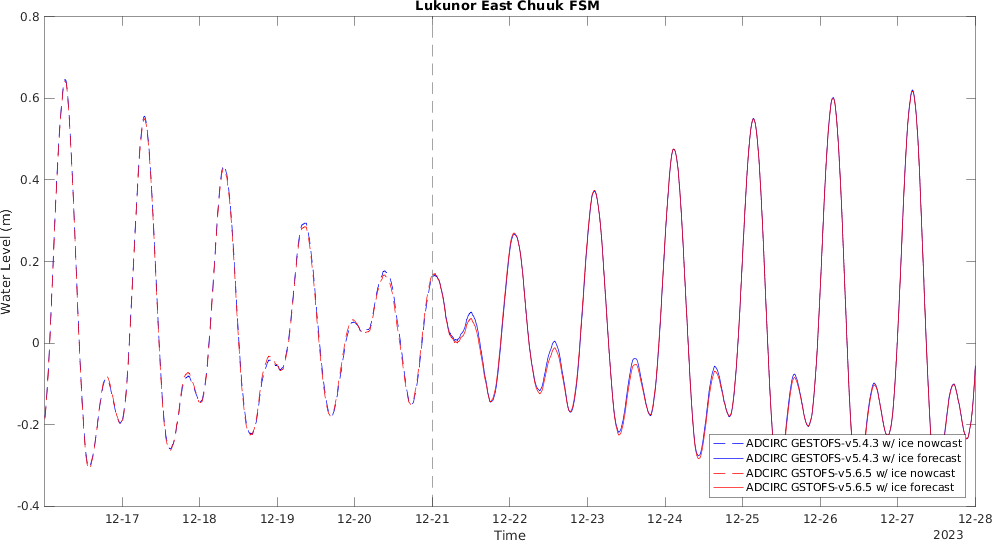 Lukunor East Chuuk FSM
0.8
0.6
0.4
0.2
0
-0.2
-0.4
Water Level (m)
ADCIRC GESTOFS-v5.4.3 w/ ice nowcast
ADCIRC GESTOFS-v5.4.3 w/ ice forecast
ADCIRC GSTOFS-v5.6.5 w/ ice nowcast
ADCIRC GSTOFS-v5.6.5 w/ ice forecast
12-17 12-18 12-19 12-20 12-21 12-22 12-23 12-24 12-25 12-26 12-27 12-28
Time
2023